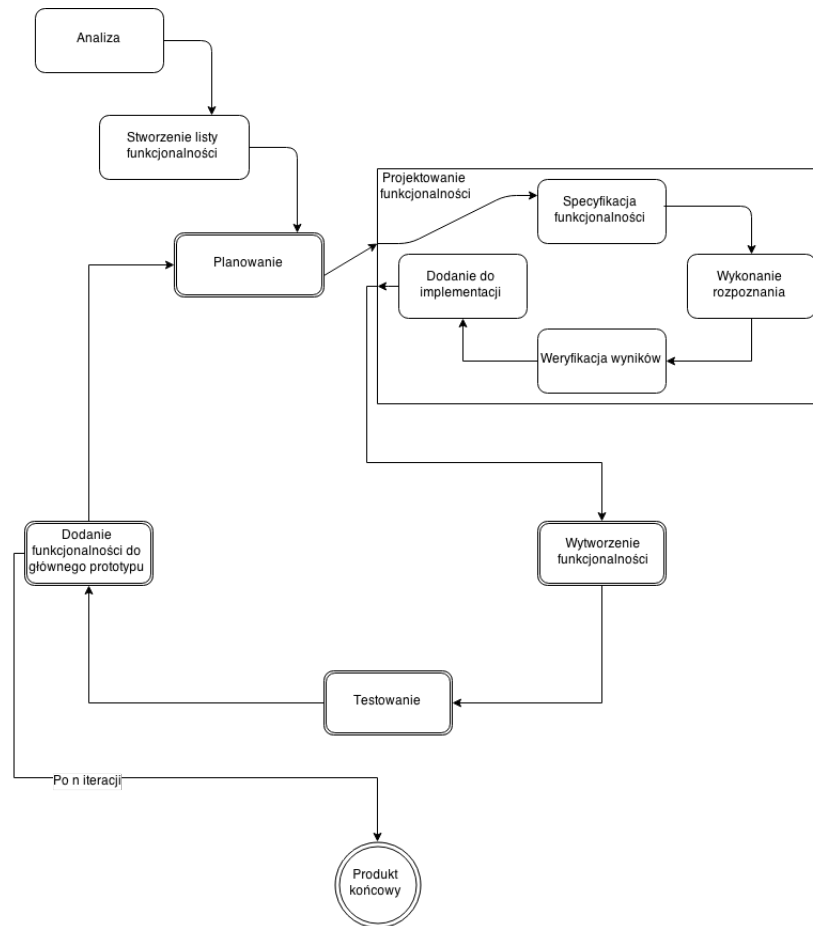 Analiza
Stworzenie listy
funkcjonalności
Projektowanie
funkcjonalności
Specyfikacja
funkcjonalności
Planowanie
Dodanie do
implementacji
Wykonanie
rozpoznania
Weryfikacja wyników
Dodanie
funkcjonalności do
głównego prototypu
Wytworzenie
funkcjonalności
Testowanie
Po n iteracji
Produkt
końcowy